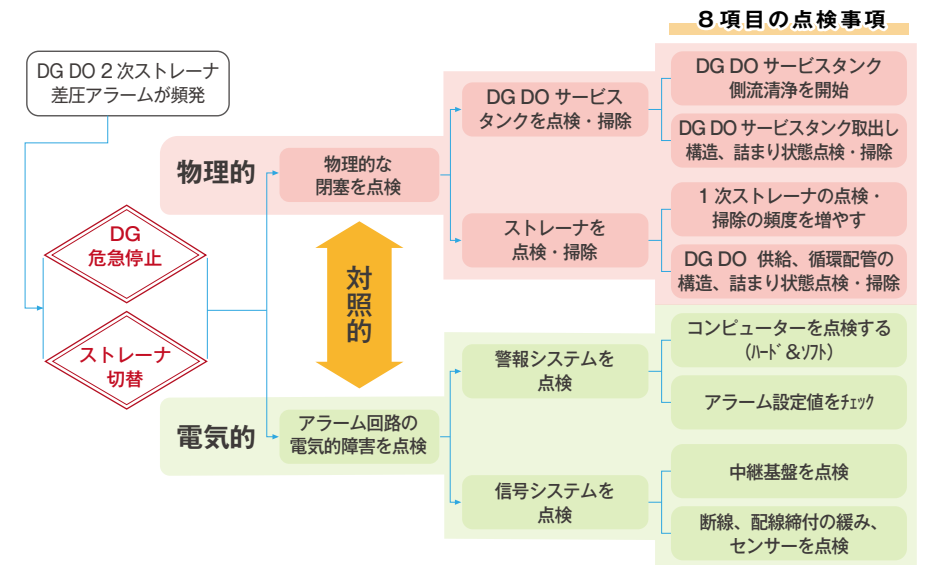 8項目の点検事項
DG DO 2次ストレーナ
差圧アラームが頻発
DG
危急停止
ストレーナ
切替
物理的
物理的な
閉塞を点検
対照的
電気的
アラーム回路の
電気的障害を点検
DG DO サービス
タンクを点検・掃除
ストレーナを
点検・掃除
警報システムを
点検
信号システムを
点検
DG DO サービスタンク
側流清浄を開始
DG DO サービスタンク取出し
構造、詰まり状態点検・掃除
1次ストレーナの点検・
掃除の頻度を増やす
DG DO 供給、循環配管の
構造、詰まり状態点検・掃除
コンピューターを点検する
(ﾊｰﾄﾞ&ｿﾌﾄ)
アラーム設定値をﾁｪｯｸ
中継基盤を点検
断線、配線締付の緩み、
センサーを点検